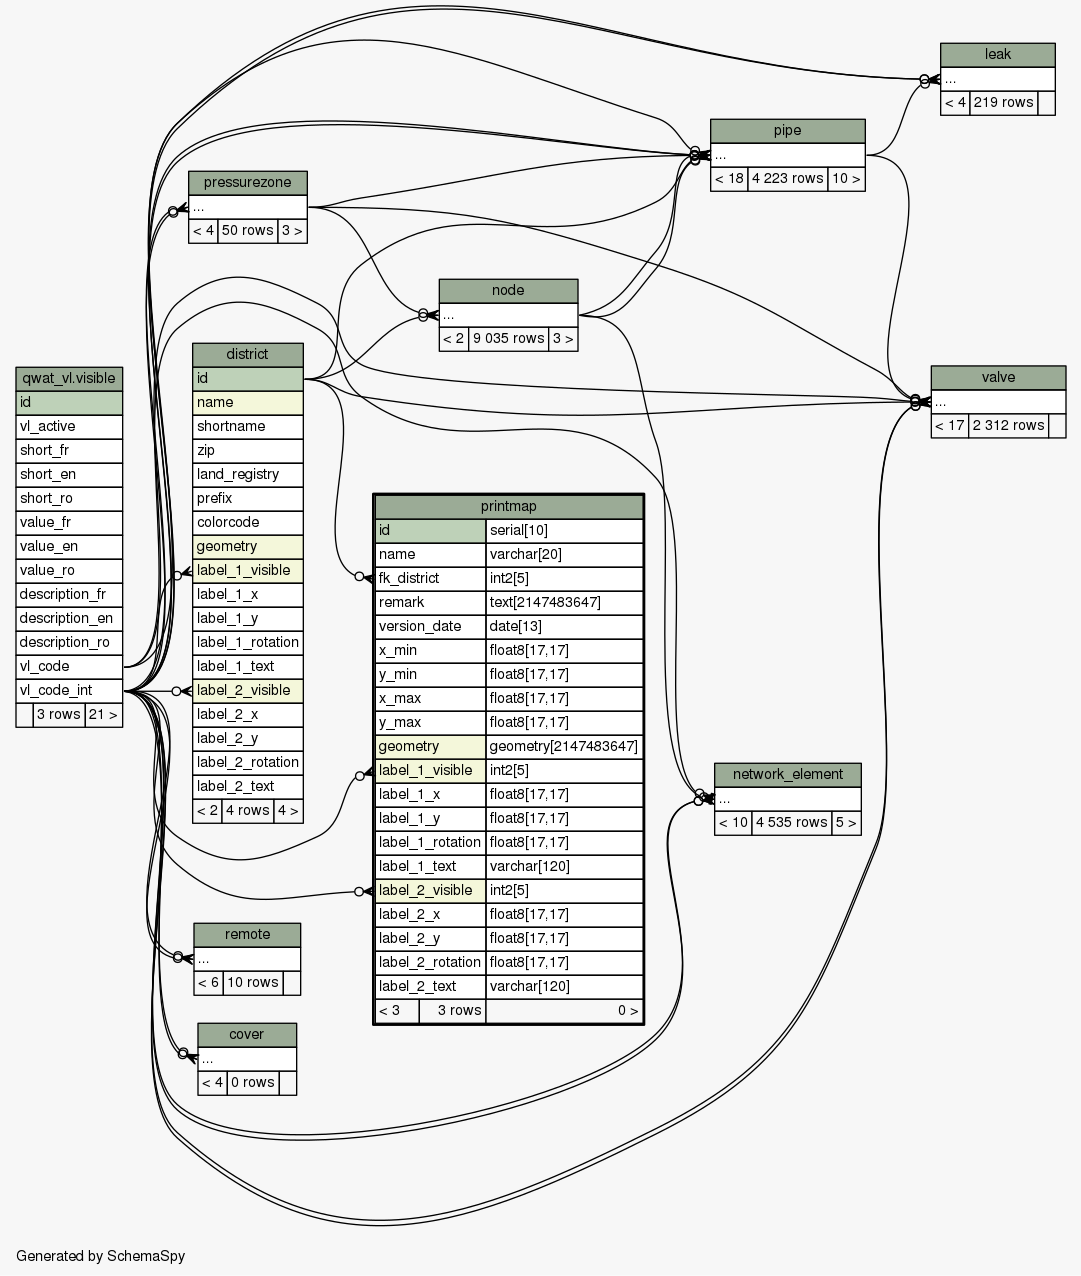 leak
...
< 4 219 rows
pipe
...
< 18 4 223 rows 10 >
pressurezone
...
< 4 50 rows 3 >
node
...
< 2 9 035 rows 3 >
district
id
name
shortname
zip
land_registry
prefix
colorcode
geometry
label_1_visible
label_1_x
label_1_y
label_1_rotation
label_1_text
label_2_visible
label_2_x
label_2_y
label_2_rotation
label_2_text
< 2 4 rows 4 >
qwat_vl.visible
id
vl_active
short_fr
short_en
short_ro
value_fr
value_en
value_ro
description_fr
description_en
description_ro
vl_code
vl_code_int
3 rows 21 >
valve
...
< 17 2 312 rows
printmap
id serial[10]
name varchar[20]
fk_district int2[5]
remark text[2147483647]
version_date date[13]
x_min float8[17,17]
y_min float8[17,17]
x_max float8[17,17]
y_max float8[17,17]
geometry geometry[2147483647]
label_1_visible int2[5]
label_1_x float8[17,17]
label_1_y float8[17,17]
label_1_rotation float8[17,17]
label_1_text varchar[120]
label_2_visible int2[5]
label_2_x float8[17,17]
label_2_y float8[17,17]
label_2_rotation float8[17,17]
label_2_text varchar[120]
< 3 3 rows 0 >
network_element
...
< 10 4 535 rows 5 >
remote
...
< 6 10 rows
cover
...
< 4 0 rows
Generated by SchemaSpy